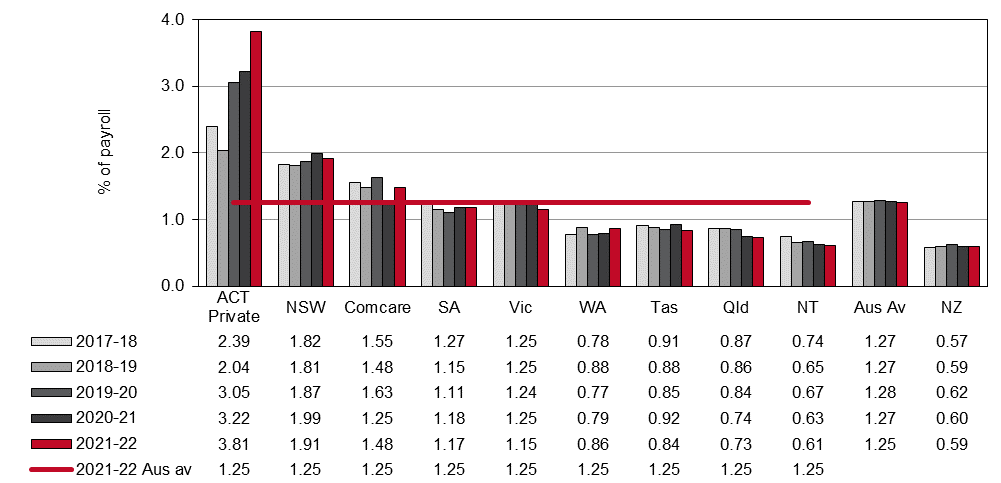 4.0
3.0
2.0
1.0
0.0
% of payroll
ACT Private NSW Comcare SA Vic WA Tas Qld NT Aus Av NZ
2017-18 2.39 1.82 1.55 1.27 1.25 0.78 0.91 0.87 0.74 1.27 0.57
2018-19 2.04 1.81 1.48 1.15 1.25 0.88 0.88 0.86 0.65 1.27 0.59
2019-20 3.05 1.87 1.63 1.11 1.24 0.77 0.85 0.84 0.67 1.28 0.62
2020-21 3.22 1.99 1.25 1.18 1.25 0.79 0.92 0.74 0.63 1.27 0.60
2021-22 3.81 1.91 1.48 1.17 1.15 0.86 0.84 0.73 0.61 1.25 0.59
2021-22 Aus av 1.25 1.25 1.25 1.25 1.25 1.25 1.25 1.25 1.25